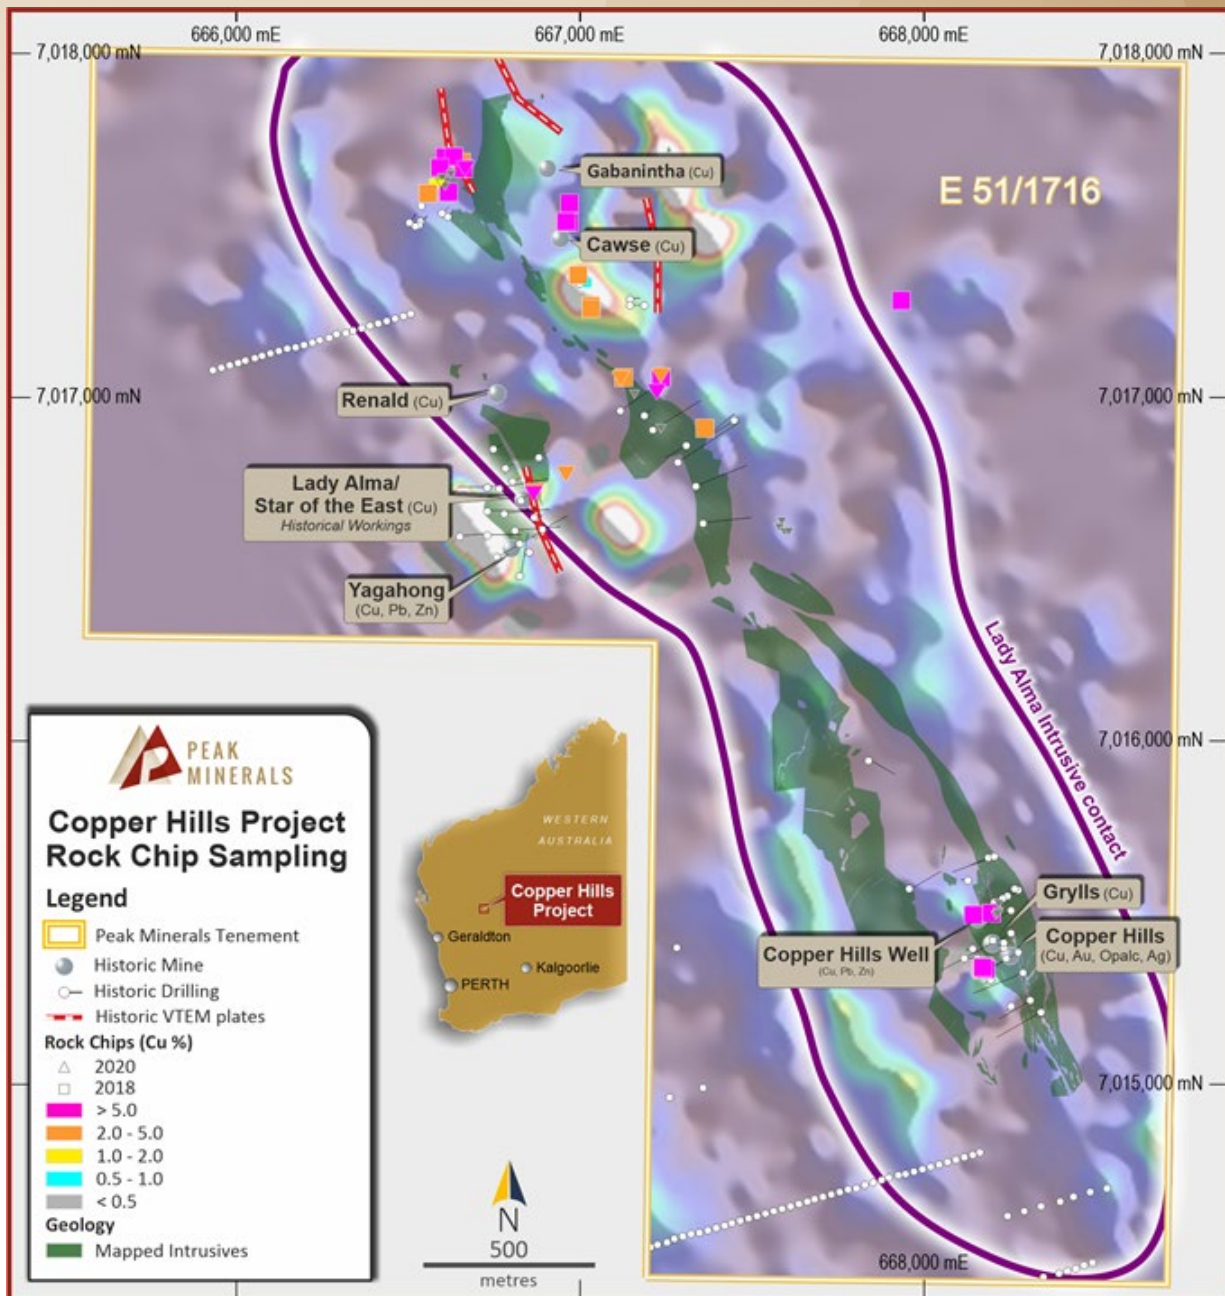 666,000 mE
667,000 mE
668,000 mE
7,018,000 mN
7,018,000 mN
Gabanintha (Cu)
E 51/1716
Cawse (Cu)
7,017,000 mN
Renald (Cu)
7,017,000 mN
Lady Alma/
Star of the East (Cu)
Historical Workings
Yagahong
(Cu, Pb, Zn)
Lady Alma Intrusive contact
7,016,000 mN
PEAK
MINERALS
Copper Hills Project
Rock Chip Sampling
Legend
Peak Minerals Tenement
Historic Mine
Historic Drilling
Historic VTEM plates
Rock Chips (Cu %)
2020
2018
> 5.0
2.0 - 5.0
1.0 - 2.0
0.5 - 1.0
< 0.5
Geology
Mapped Intrusives
WESTERN
AUSTRALIA
Copper Hills
Project
Geraldton
Kalgoorlie
PERTH
N
500
metres
Grylls (Cu)
Copper Hills Well
(Cu, Pb, Zn)
Copper Hills
(Cu, Au, Opalc, Ag)
7,015,000 mN
668,000 mE